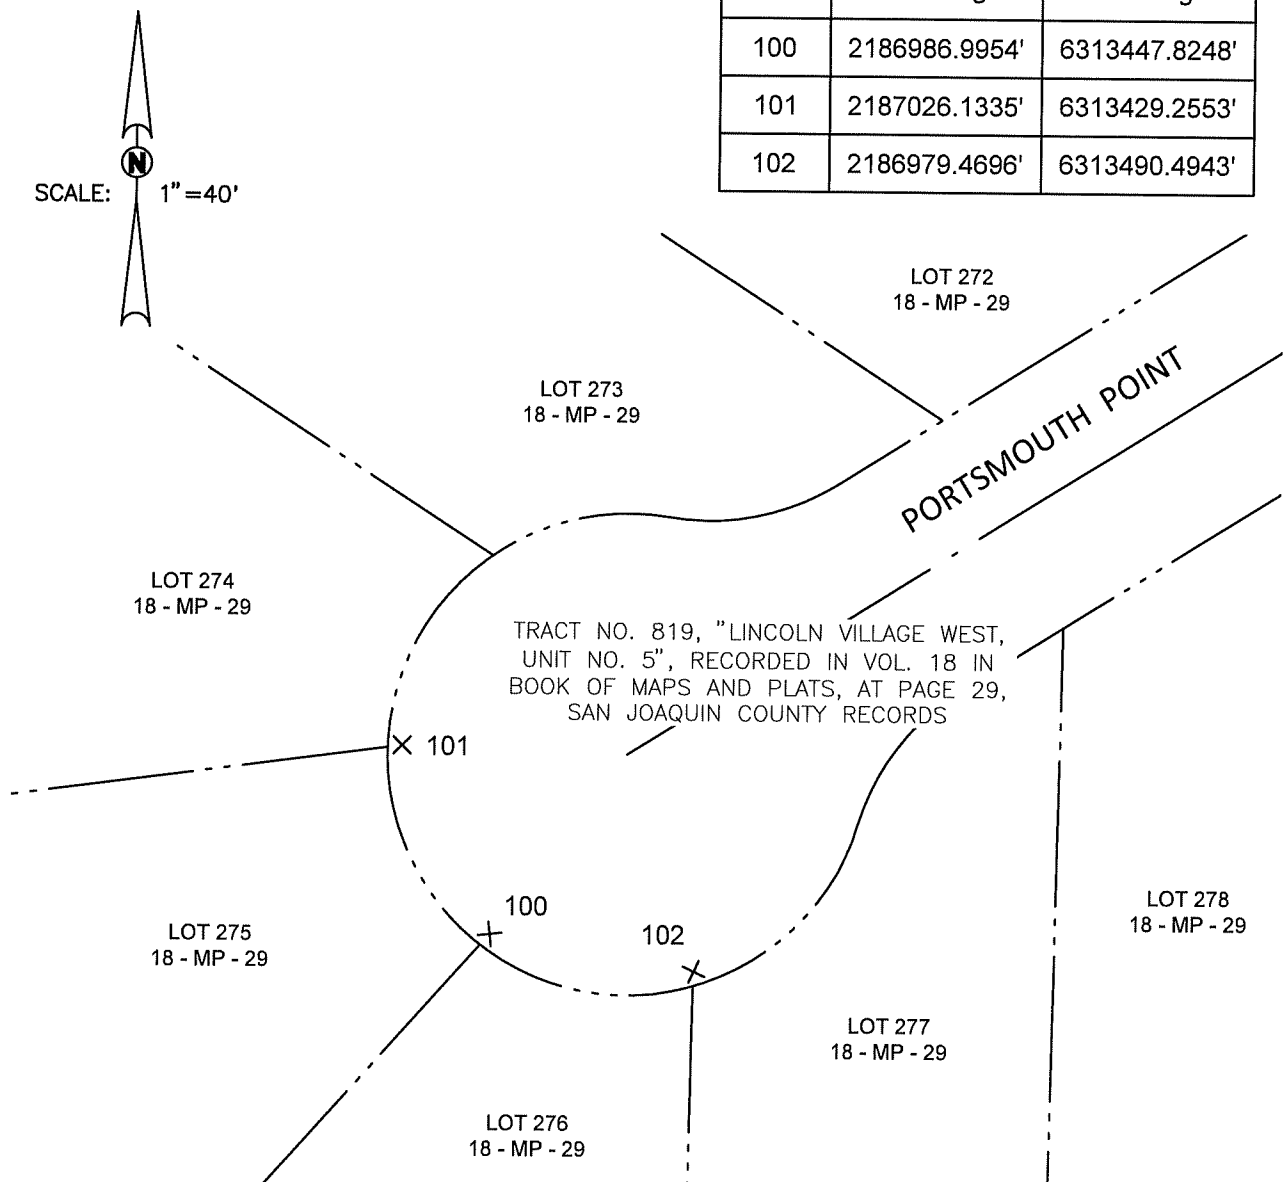 100 2186986.9954' 6313447.8248'
101 2187026.1335' 6313429.2553'
102 2186979.4696' 6313490.4943'
N
SCALE: 1"=40'
LOT 272
18 - MP - 29
LOT 273
18 - MP - 29
PORTSMOUTH POINT
LOT 274
18 - MP - 29
TRACT NO. 819, "LINCOLN VILLAGE WEST,
UNIT NO. 5", RECORDED IN VOL. 18 IN
BOOK OF MAPS AND PLATS, AT PAGE 29,
SAN JOAQUIN COUNTY RECORDS
101
100
102
LOT 275
18 - MP - 29
LOT 278
18 - MP - 29
LOT 277
18 - MP - 29
LOT 276
18 - MP - 29